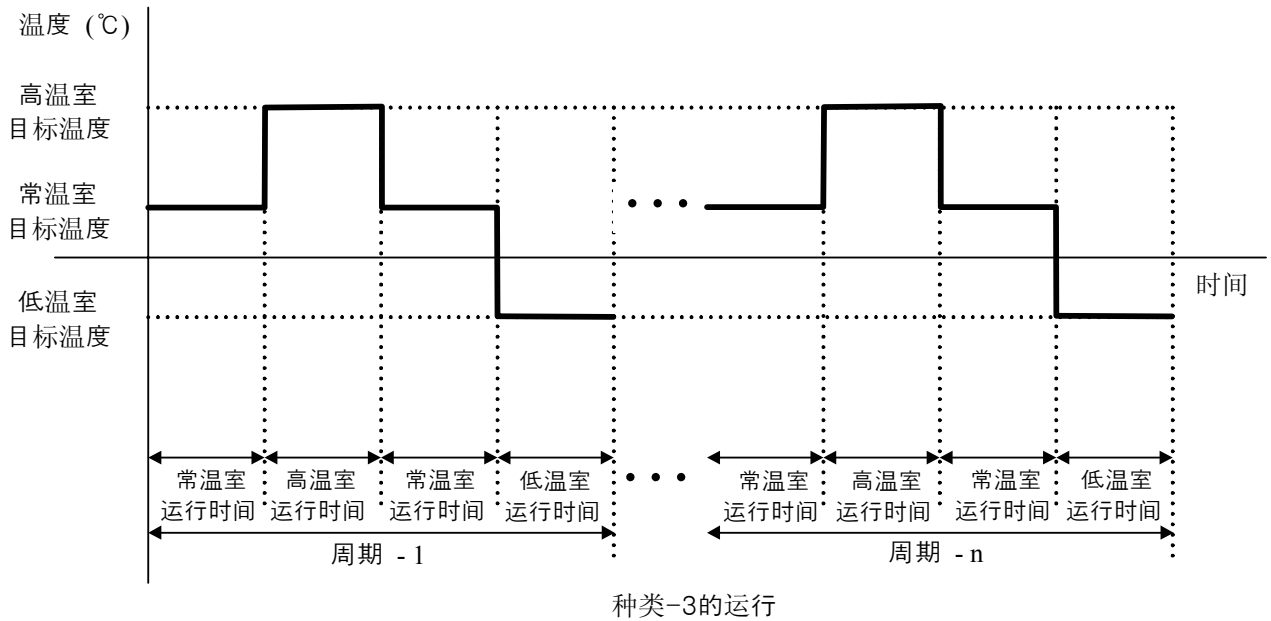 温度 (℃)
高温室
目标温度
常温室
目标温度
低温室
目标温度
• • •
时间
常温室
运行时间
高温室
运行时间
常温室
运行时间
低温室
运行时间
• • •
常温室
运行时间
高温室
运行时间
常温室
运行时间
低温室
运行时间
周期 - 1
周期 - n
种类-3的运行